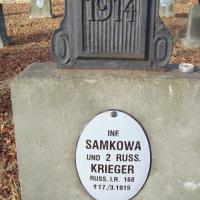 1914
INF.
SAMKOWA
UND 2 RUSS.
KRIEGER
RUSS. I.R. 168
†17./3.1915